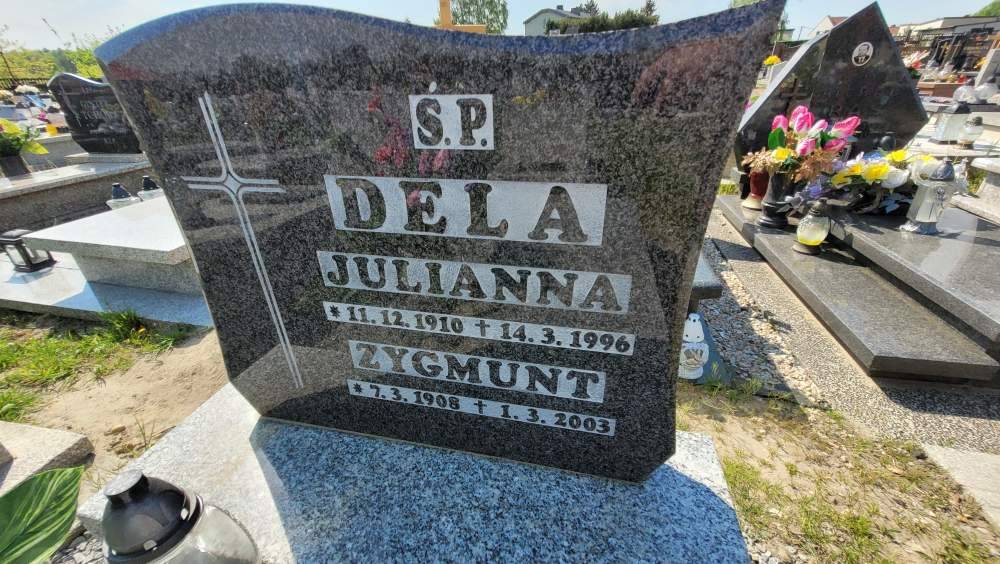 Ś.P.
DELA
JULIANNA
* 11. 12. 1910 + 14. 3. 1996
ZYGMUNT
* 7. 3. 1908 + 1. 3. 2003